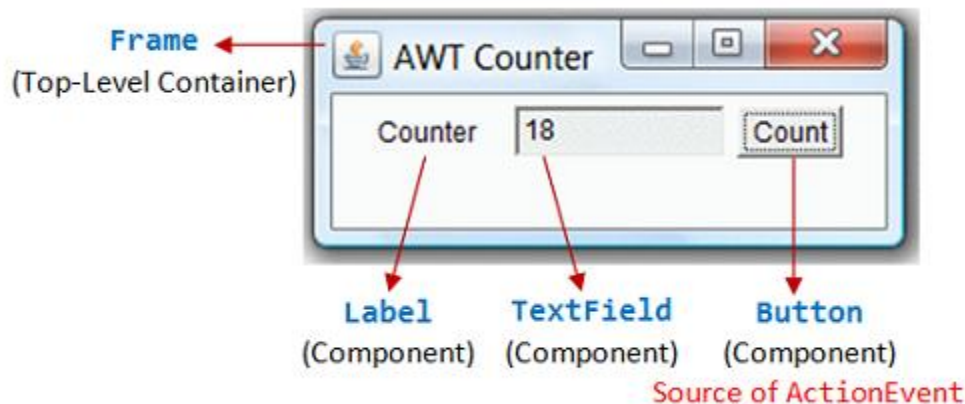 Frame
(Top-Level Container)
AWT Counter
Counter 18 Count
Label TextField Button
(Component) (Component) (Component)
Source of ActionEvent